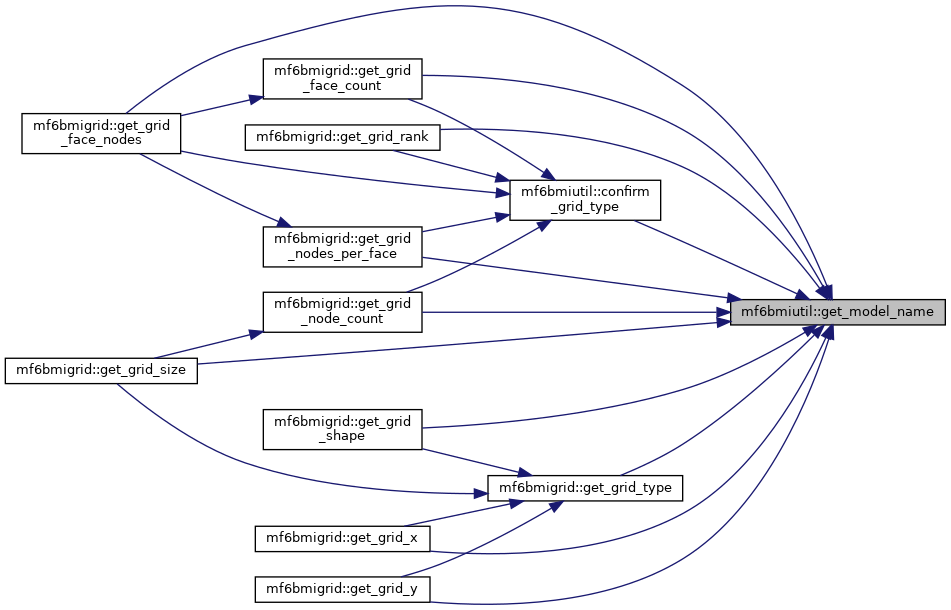 mf6bmigrid::get_grid
_face_count
mf6bmigrid::get_grid
_face_nodes
mf6bmigrid::get_grid_rank
mf6bmiutil::confirm
_grid_type
mf6bmigrid::get_grid
_nodes_per_face
mf6bmigrid::get_grid
_node_count
mf6bmiutil::get_model_name
mf6bmigrid::get_grid_size
mf6bmigrid::get_grid
_shape
mf6bmigrid::get_grid_type
mf6bmigrid::get_grid_x
mf6bmigrid::get_grid_y